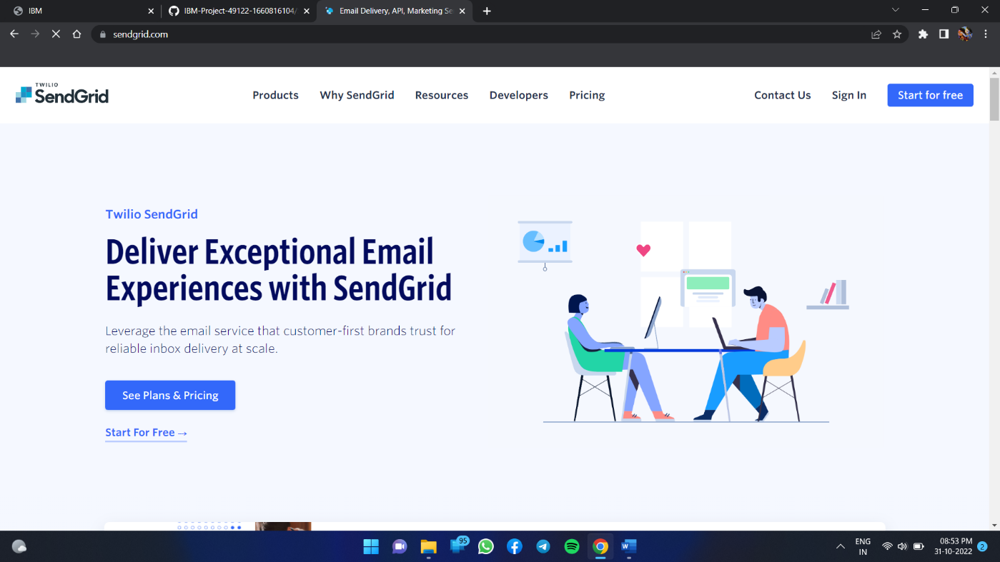 IBM
IBM-Project-49122-1660816104/
Email Delivery, API, Marketing Se
sendgrid.com
TWILIO
SendGrid
Products
Why SendGrid
Resources
Developers
Pricing
Contact Us
Sign In
Start for free
Twilio SendGrid
Deliver Exceptional Email
Experiences with SendGrid
Leverage the email service that customer-first brands trust for
reliable inbox delivery at scale.
See Plans & Pricing
Start For Free →
95
W
ENG
IN
08:53 PM
31-10-2022
2